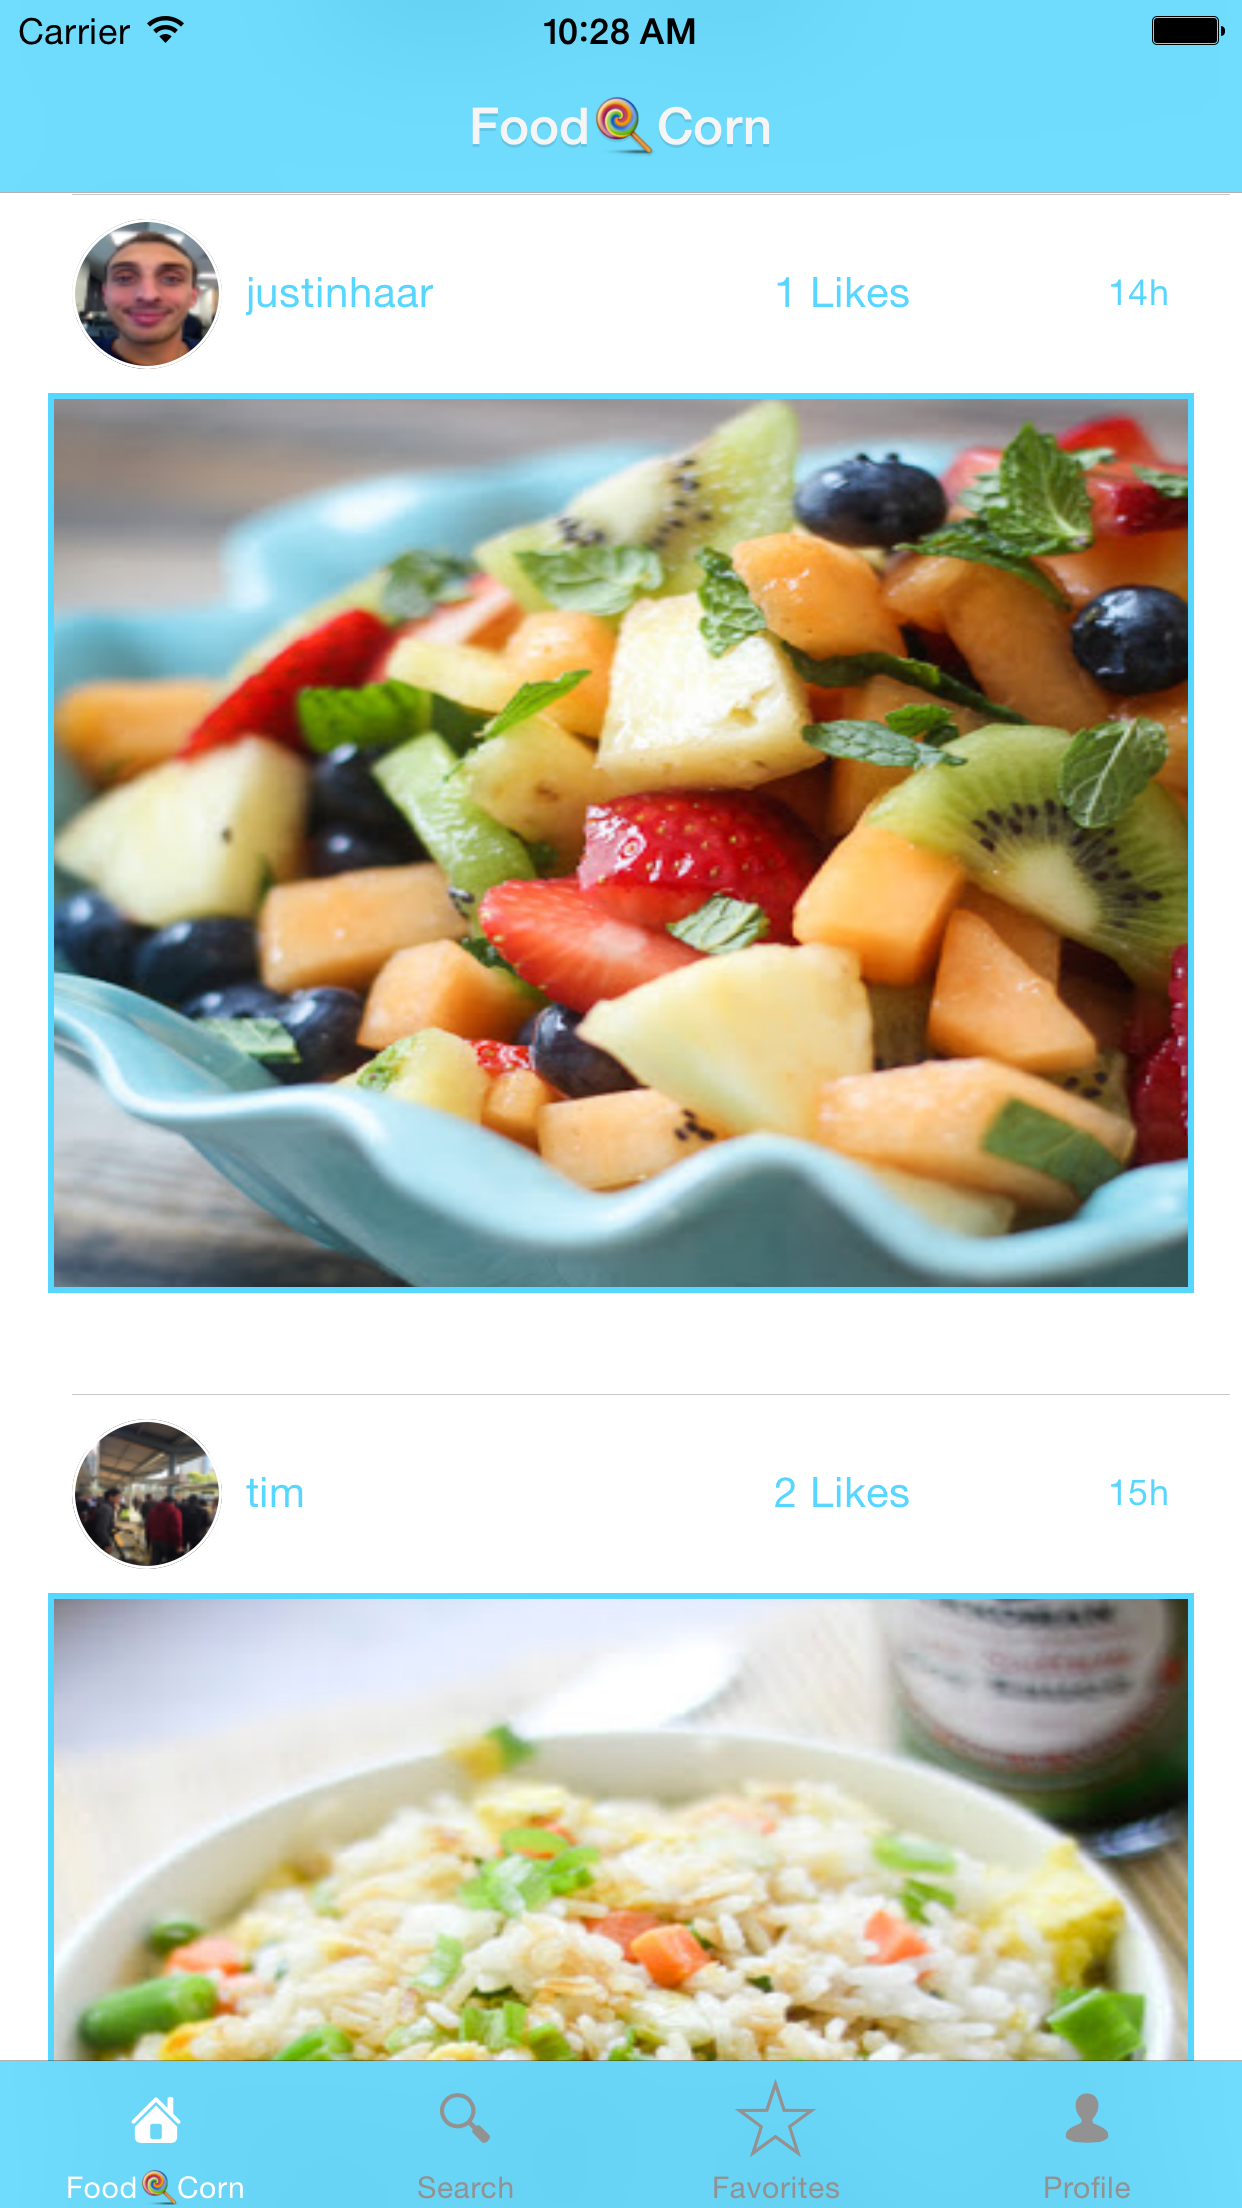 Carrier 10:28 AM
Food🍭Corn
justinhaar 1 Likes 14h
tim 2 Likes 15h
Food🍭Corn Search Favorites Profile